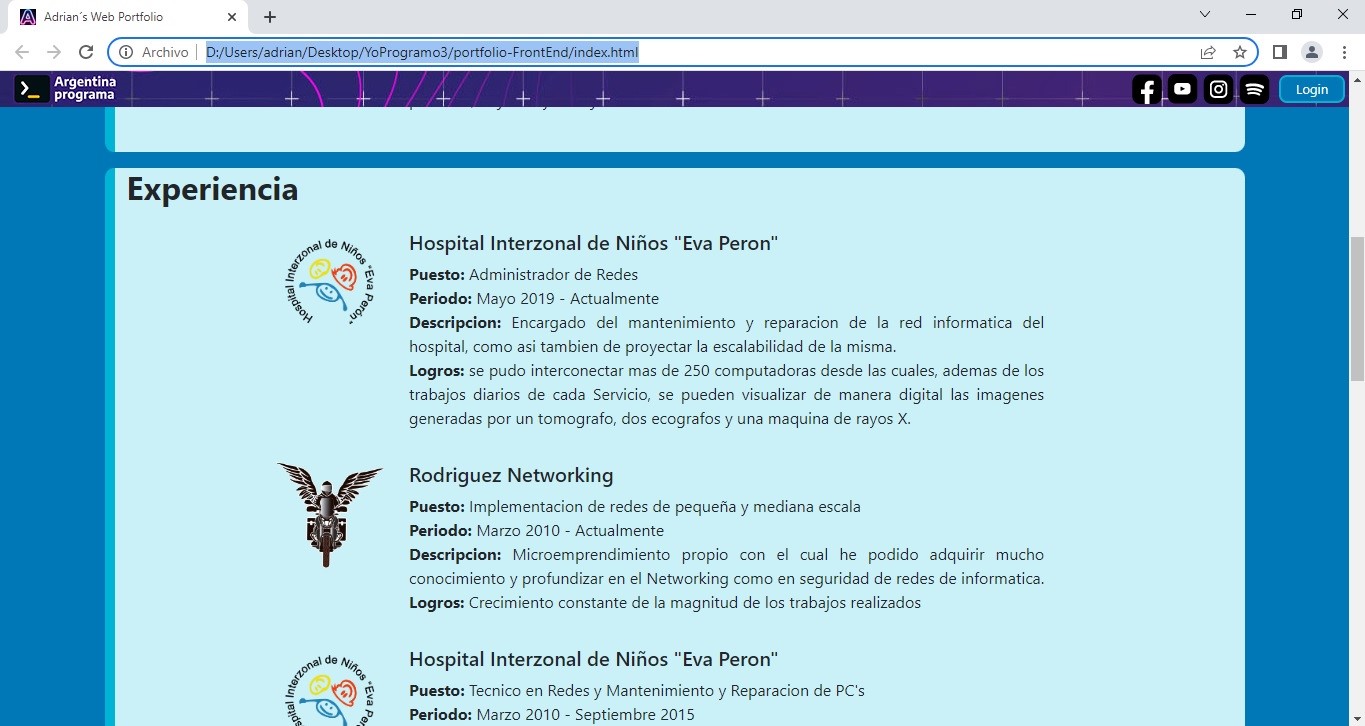 Adrian´s Web Portfolio
Archivo
D:/Users/adrian/Desktop/YoProgramo3/portfolio-FrontEnd/index.html
Argentina
programa
Login
Experiencia
Hospital Interzonal de Niños "Eva Perón"
Hospital Interzonal de Niños "Eva Peron"
Puesto: Administrador de Redes
Periodo: Mayo 2019 - Actualmente
Descripcion: Encargado del mantenimiento y reparacion de la red informatica del
hospital, como asi tambien de proyectar la escalabilidad de la misma.
Logros: se pudo interconectar mas de 250 computadoras desde las cuales, ademas de los
trabajos diarios de cada Servicio, se pueden visualizar de manera digital las imagenes
generadas por un tomografo, dos ecografos y una maquina de rayos X.
Rodriguez Networking
Puesto: Implementacion de redes de pequeña y mediana escala
Periodo: Marzo 2010 - Actualmente
Descripcion: Microemprendimiento propio con el cual he podido adquirir mucho
conocimiento y profundizar en el Networking como en seguridad de redes de informatica.
Logros: Crecimiento constante de la magnitud de los trabajos realizados
Hospital Interzonal de Niños "Eva
Hospital Interzonal de Niños "Eva Peron"
Puesto: Tecnico en Redes y Mantenimiento y Reparacion de PC's
Periodo: Marzo 2010 - Septiembre 2015